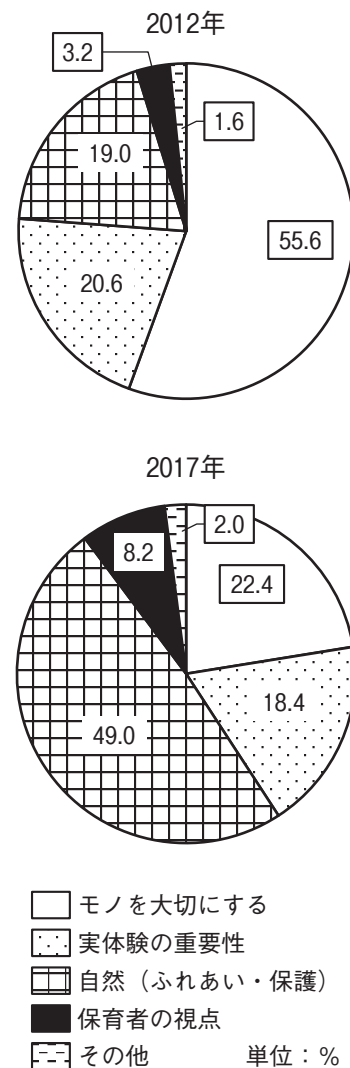 2012年
3.2
1.6
19.0
55.6
20.6
2017年
2.0
8.2
22.4
18.4
49.0
モノを大切にする
実体験の重要性
自然（ふれあい・保護）
保育者の視点
その他 単位：%